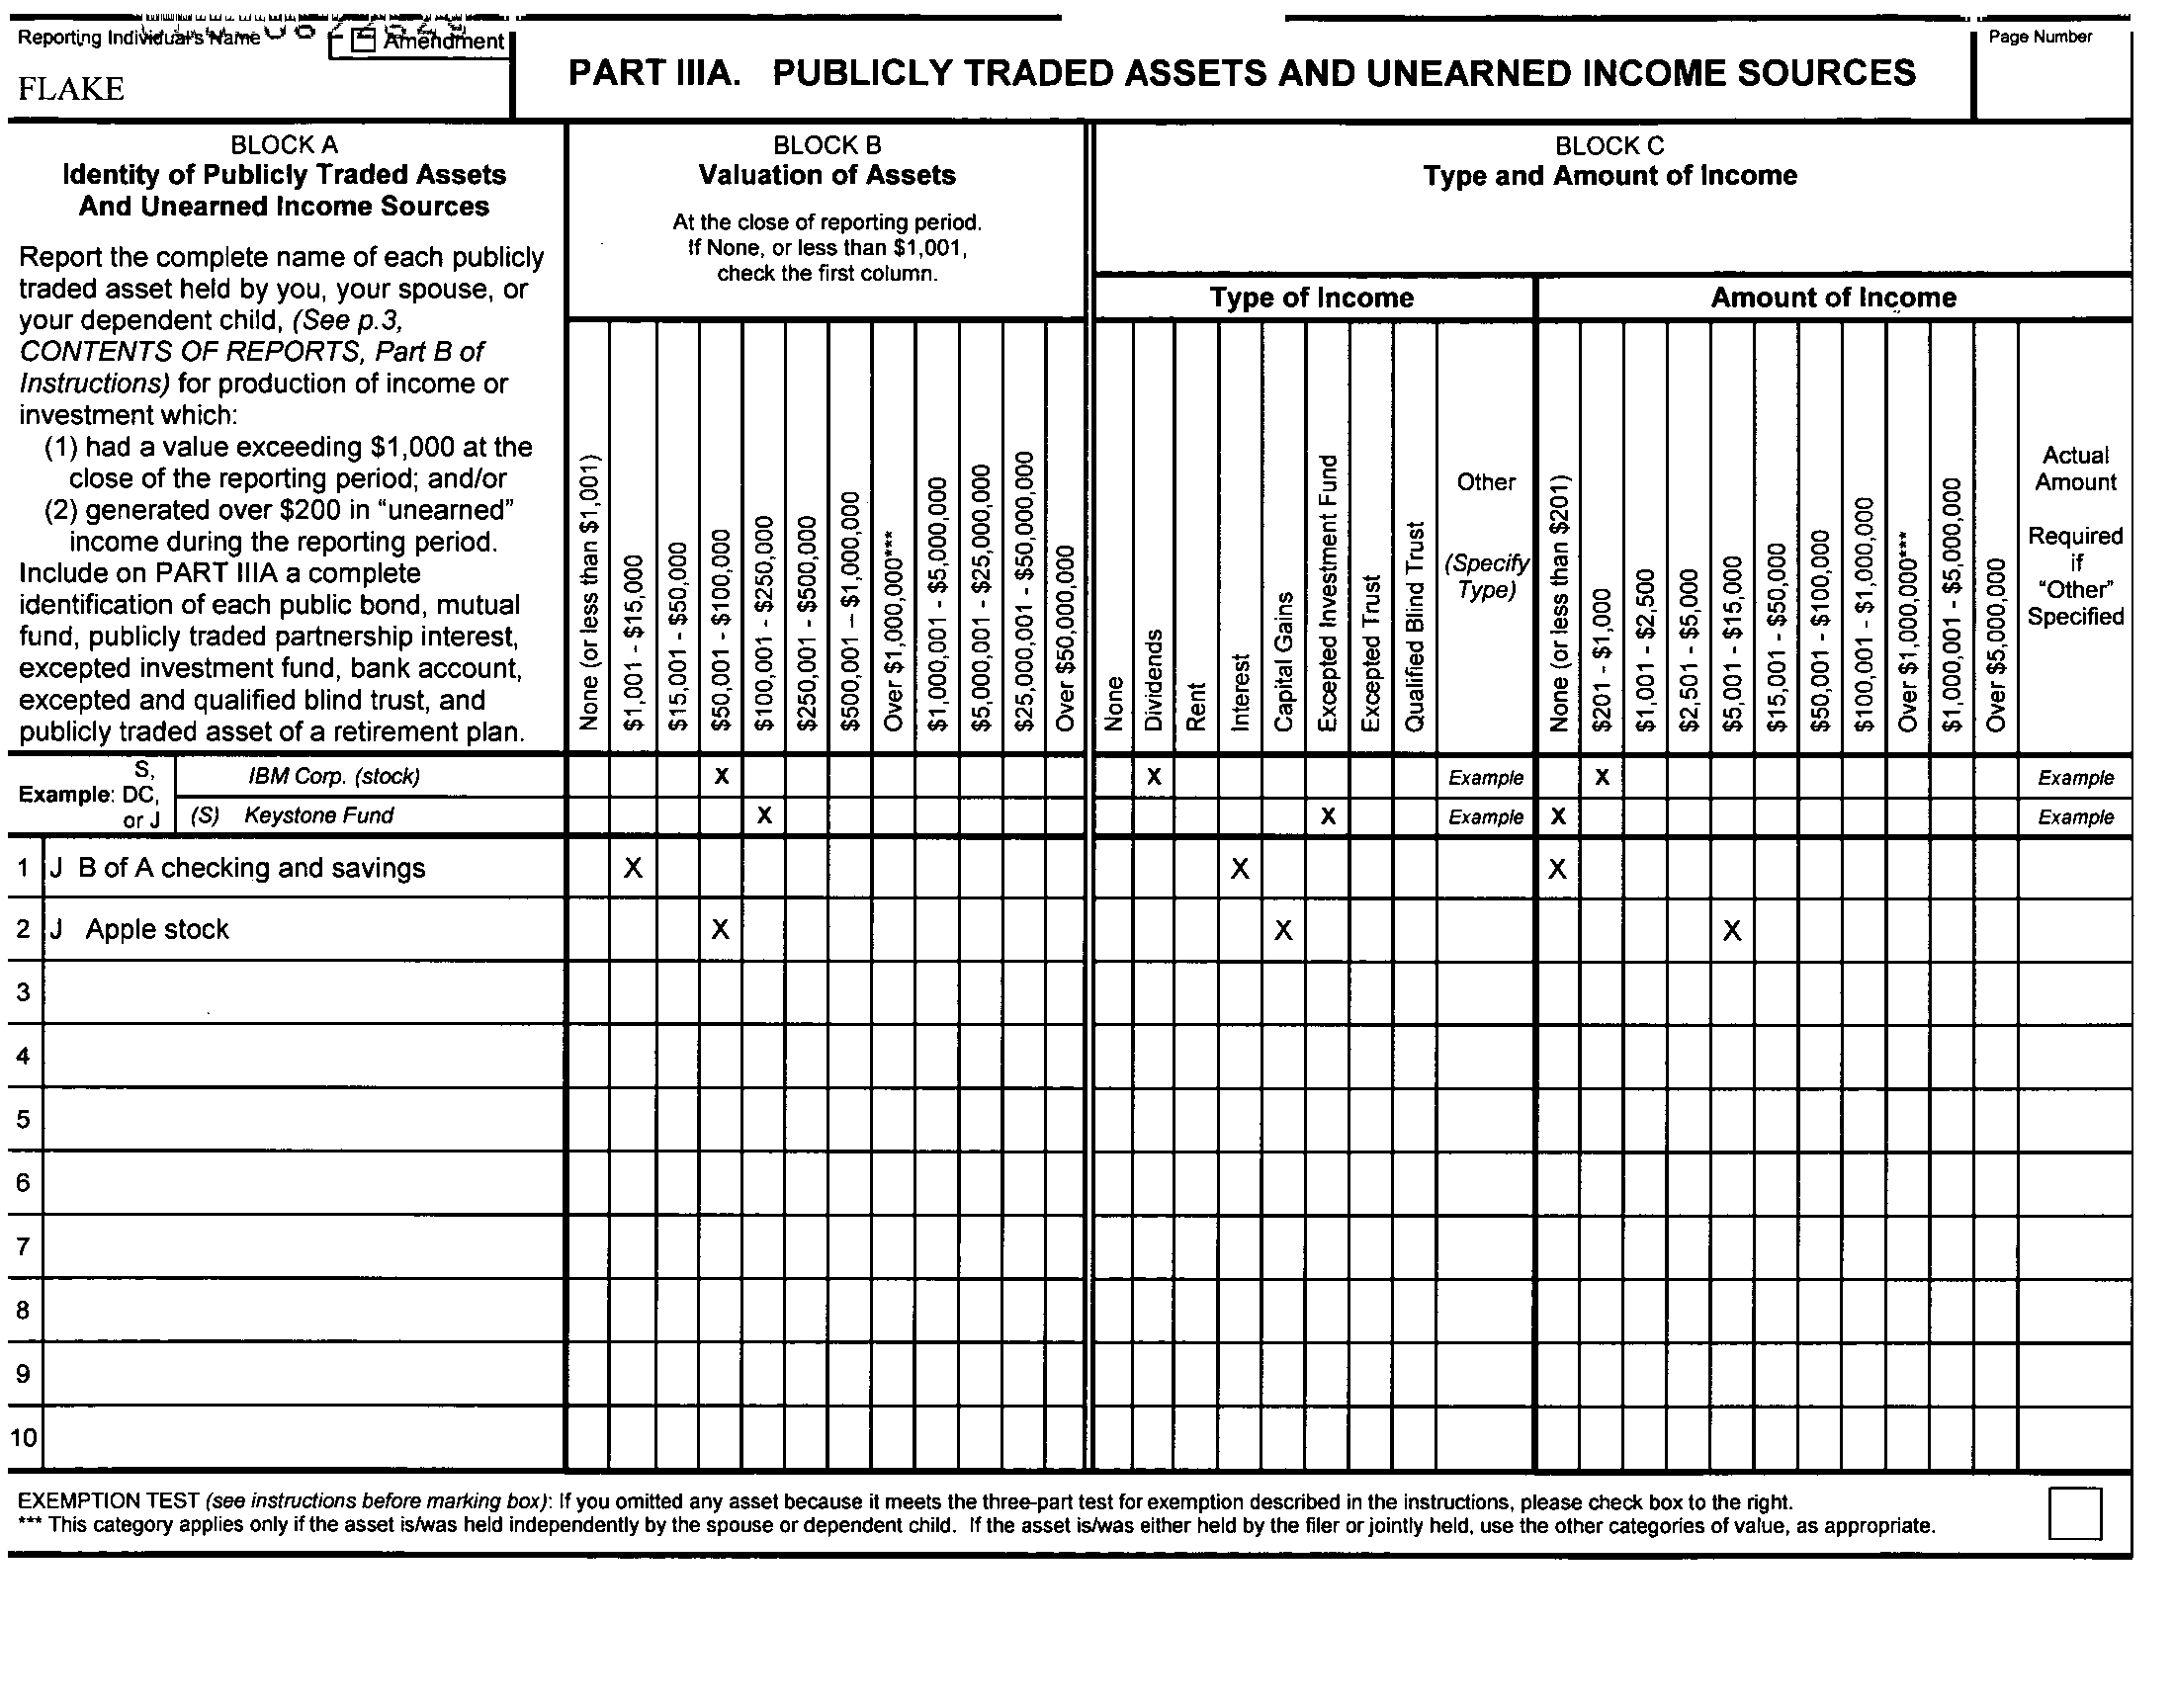 Reporting Individual's Name
Amendment
FLAKE
PART IIIA. PUBLICLY TRADED ASSETS AND UNEARNED INCOME SOURCES
Page Number
BLOCK A
Identity of Publicly Traded Assets
And Unearned Income Sources
Report the complete name of each publicly
traded asset held by you, your spouse, or
your dependent child, (See p.3,
CONTENTS OF REPORTS, Part B of
Instructions) for production of income or
investment which:
(1) had a value exceeding $1,000 at the
close of the reporting period; and/or
(2) generated over $200 in “unearned”
income during the reporting period.
Include on PART IIIA a complete
identification of each public bond, mutual
fund, publicly traded partnership interest,
excepted investment fund, bank account,
excepted and qualified blind trust, and
publicly traded asset of a retirement plan.
BLOCK B
Valuation of Assets
At the close of reporting period.
If None, or less than $1,001,
check the first column.
None (or less than $1,001)
$1,001 - $15,000
$15,001 - $50,000
$50,001 - $100,000
$100,001 - $250,000
$250,001 - $500,000
$500,001 – $1,000,000
Over $1,000,000***
$1,000,001 - $5,000,000
$5,000,001 - $25,000,000
$25,000,001 - $50,000,000
Over $50,000,000
BLOCK C
Type and Amount of Income
Type of Income
None
Dividends
Rent
Interest
Capital Gains
Excepted Investment Fund
Excepted Trust
Qualified Blind Trust
Other
(Specify
Type)
Amount of Income
None (or less than $201)
$201 - $1,000
$1,001 - $2,500
$2,501 - $5,000
$5,001 - $15,000
$15,001 - $50,000
$50,001 - $100,000
$100,001 - $1,000,000
Over $1,000,000***
$1,000,001 - $5,000,000
Over $5,000,000
Actual
Amount
Required
if
“Other”
Specified
Example: S, DC, or J
IBM Corp. (stock) X X Example X Example
(S) Keystone Fund X X Example X Example
1 J B of A checking and savings X X X
2 J Apple stock X X X
3
4
5
6
7
8
9
10
EXEMPTION TEST (see instructions before marking box): If you omitted any asset because it meets the three-part test for exemption described in the instructions, please check box to the right.
*** This category applies only if the asset is/was held independently by the spouse or dependent child. If the asset is/was either held by the filer or jointly held, use the other categories of value, as appropriate.